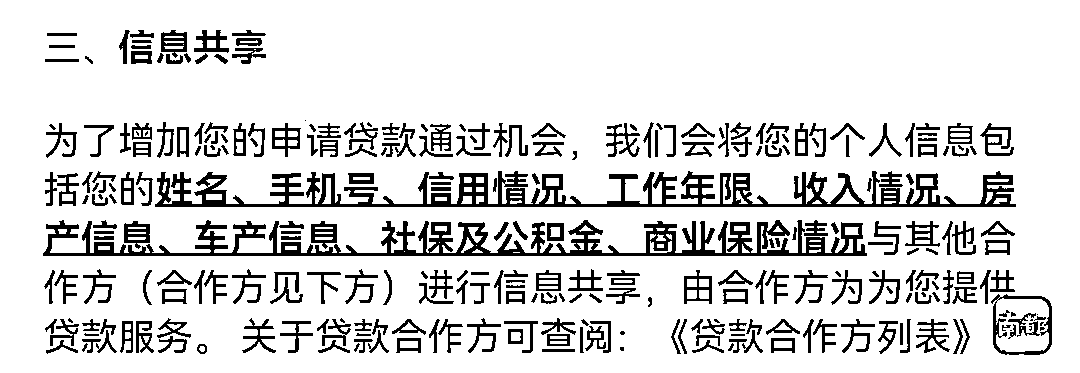 三、信息共享
为了增加您的申请贷款通过机会，我们会将您的个人信息包
括您的姓名、手机号、信用情况、工作年限、收入情况、房
产信息、车产信息、社保及公积金、商业保险情况与其他合
作方（合作方见下方）进行信息共享，由合作方为为您提供
贷款服务。 关于贷款合作方可查阅：《贷款合作方列表》
南都